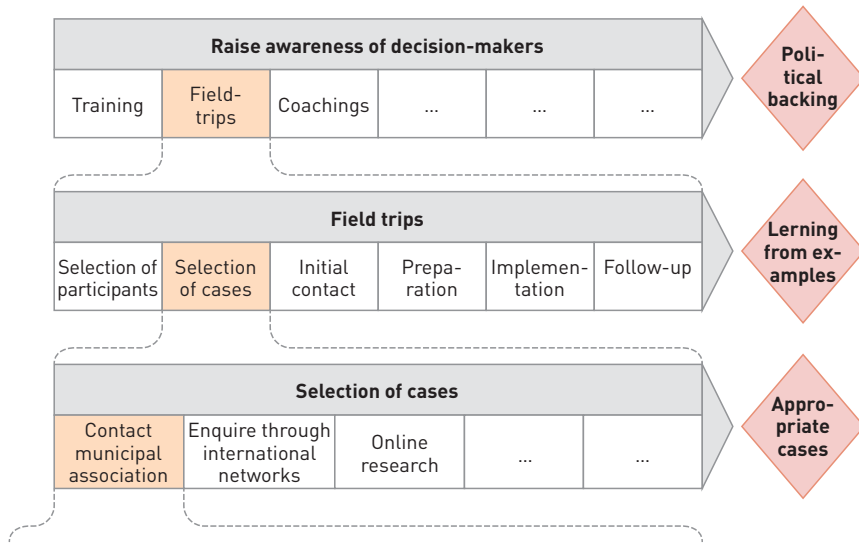 Raise awareness of decision-makers
Poli-
tical
backing
Training
Field-
trips
Coachings
...
...
...
Field trips
Lerning
from ex-
amples
Selection of
participants
Selection
of cases
Initial
contact
Prepa-
ration
Implemen-
tation
Follow-up
Selection of cases
Appro-
priate
cases
Contact
municipal
association
Enquire through
international
networks
Online
research
...
...